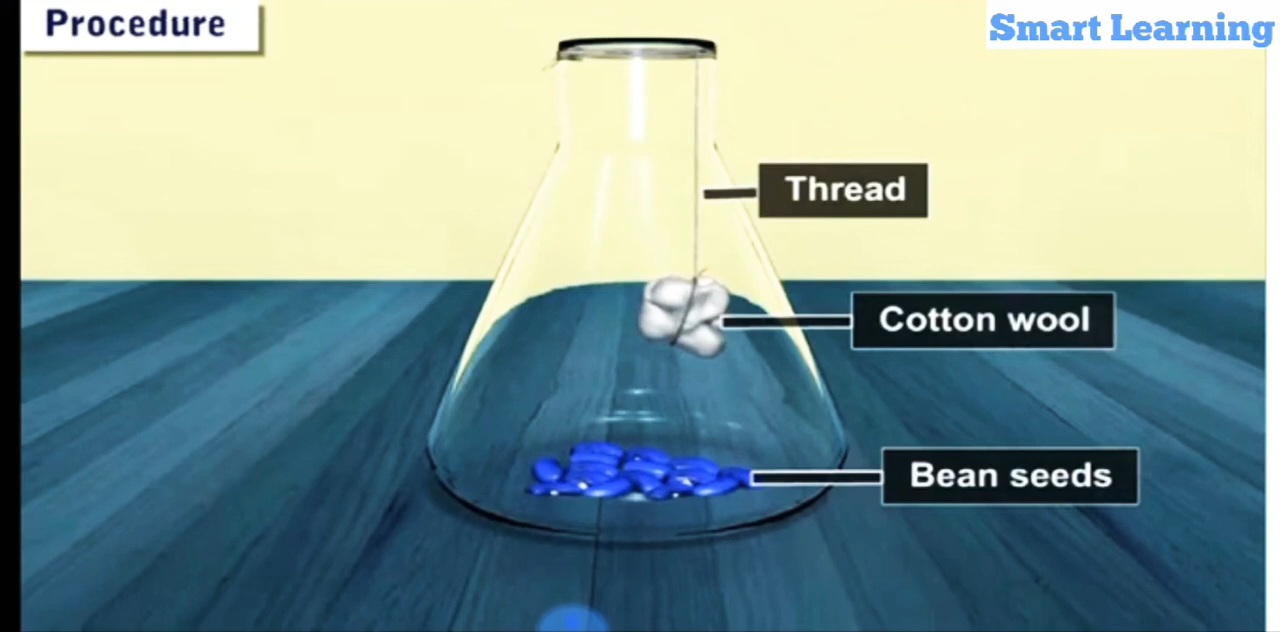 Procedure
Smart Learning
Thread
Cotton wool
Bean seeds